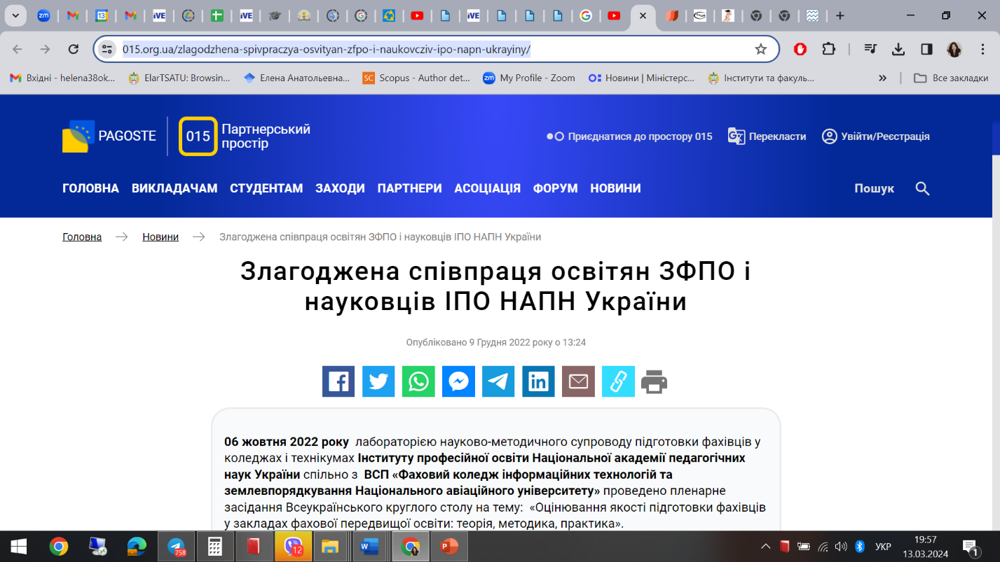 zm
13
iVE
iVE
iVE
015.org.ua/zlagodzhena-spivpraczya-osvityan-zfpo-i-naukovcziv-ipo-napn-ukrayiny/
Вхідні - helena38ok...
ElarTSATU: Browsin...
Елена Анатольевна...
SC Scopus - Author det...
zm My Profile - Zoom
Новини | Міністерс...
Інститути та факуль...
»
Все закладки
PAGOSTE
015 Партнерський
простір
Приєднатися до простору 015
Перекласти
Увійти/Реєстрація
ГОЛОВНА ВИКЛАДАЧАМ СТУДЕНТАМ ЗАХОДИ ПАРТНЕРИ АСОЦІАЦІЯ ФОРУМ НОВИНИ
Пошук
Головна → Новини → Злагоджена співпраця освітян ЗФПО і науковців ІПО НАПН України
Злагоджена співпраця освітян ЗФПО і
науковців ІПО НАПН України
Опубліковано 9 Грудня 2022 року о 13:24
06 жовтня 2022 року лабораторією науково-методичного супроводу підготовки фахівців у
коледжах і технікумах Інституту професійної освіти Національної академії педагогічних
наук України спільно з ВСП «Фаховий коледж інформаційних технологій та
землевпорядкування Національного авіаційного університету» проведено пленарне
засідання Всеукраїнського круглого столу на тему: «Оцінювання якості підготовки фахівців
у закладах фахової передвищої освіти: теорія, методика, практика».
758
12
УКР
19:57
13.03.2024
1